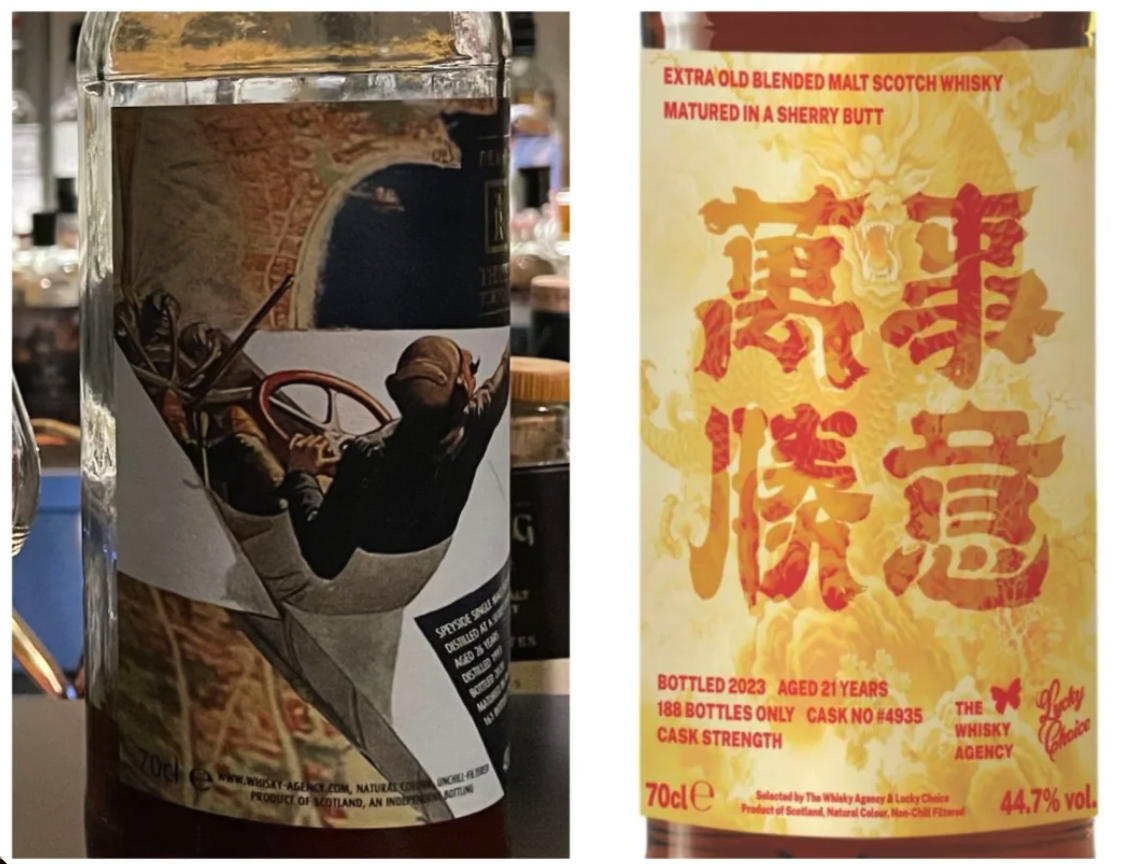 SPEYSIDE SINGLE
DISTILLED AT A
AGED 26 YEARS
DISTILLED
BOTTLED
MATURED
70cl e WWW.WHISKY-AGENCY.COM, NATURAL COLOUR, UNCHILL-FILTERED
PRODUCT OF SCOTLAND, AN INDEPENDENT BOTTLING
EXTRA OLD BLENDED MALT SCOTCH WHISKY
MATURED IN A SHERRY BUTT
萬事
勝意
BOTTLED 2023 AGED 21 YEARS
188 BOTTLES ONLY CASK NO #4935
CASK STRENGTH
THE WHISKY AGENCY
Lucky Choice
70cl e
Selected by The Whisky Agency & Lucky Choice
Product of Scotland, Natural Colour, Non-Chill Filtered
44.7% vol.